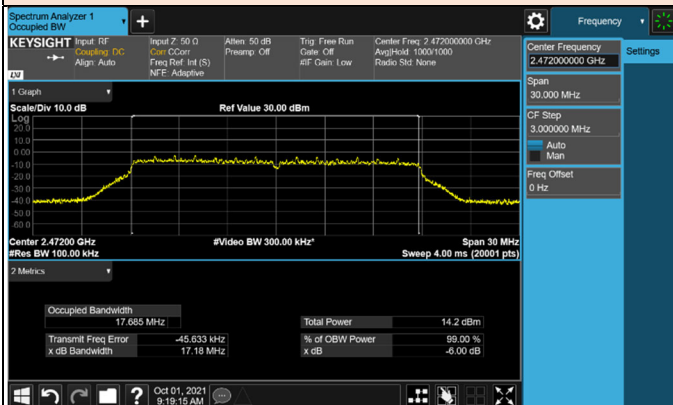 Spectrum Analyzer 1
Occupied BW
Frequency
KEYSIGHT
Input: RF
Coupling: DC
Align: Auto
Input Z: 50 Ω
Corr CCorr
Freq Ref: Int (S)
NFE: Adaptive
Atten: 50 dB
Preamp: Off
Trig: Free Run
Gate: Off
#IF Gain: Low
Center Freq: 2.472000000 GHz
Avg|Hold: 1000/1000
Radio Std: None
LXI
Center Frequency
2.472000000 GHz
Settings
Span
30.000 MHz
CF Step
3.000000 MHz
Auto
Man
Freq Offset
0 Hz
1 Graph
Scale/Div 10.0 dB
Ref Value 30.00 dBm
Log
20.0
10.0
0.00
-10.0
-20.0
-30.0
-40.0
-50.0
-60.0
Center 2.47200 GHz
#Video BW 300.00 kHz*
Span 30 MHz
#Res BW 100.00 kHz
Sweep 4.00 ms (20001 pts)
2 Metrics
Occupied Bandwidth
17.685 MHz
Total Power 14.2 dBm
Transmit Freq Error -45.633 kHz
% of OBW Power 99.00 %
x dB Bandwidth 17.18 MHz
x dB -6.00 dB
?
Oct 01, 2021
9:19:15 AM